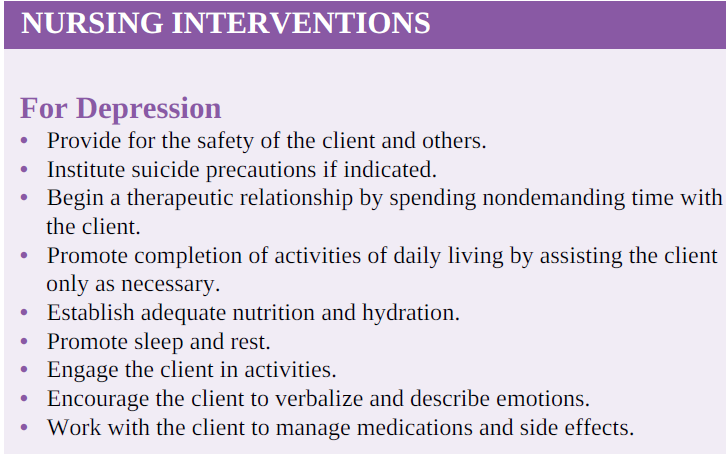 NURSING INTERVENTIONS
For Depression
• Provide for the safety of the client and others.
• Institute suicide precautions if indicated.
• Begin a therapeutic relationship by spending nondemanding time with
the client.
• Promote completion of activities of daily living by assisting the client
only as necessary.
• Establish adequate nutrition and hydration.
• Promote sleep and rest.
• Engage the client in activities.
• Encourage the client to verbalize and describe emotions.
• Work with the client to manage medications and side effects.